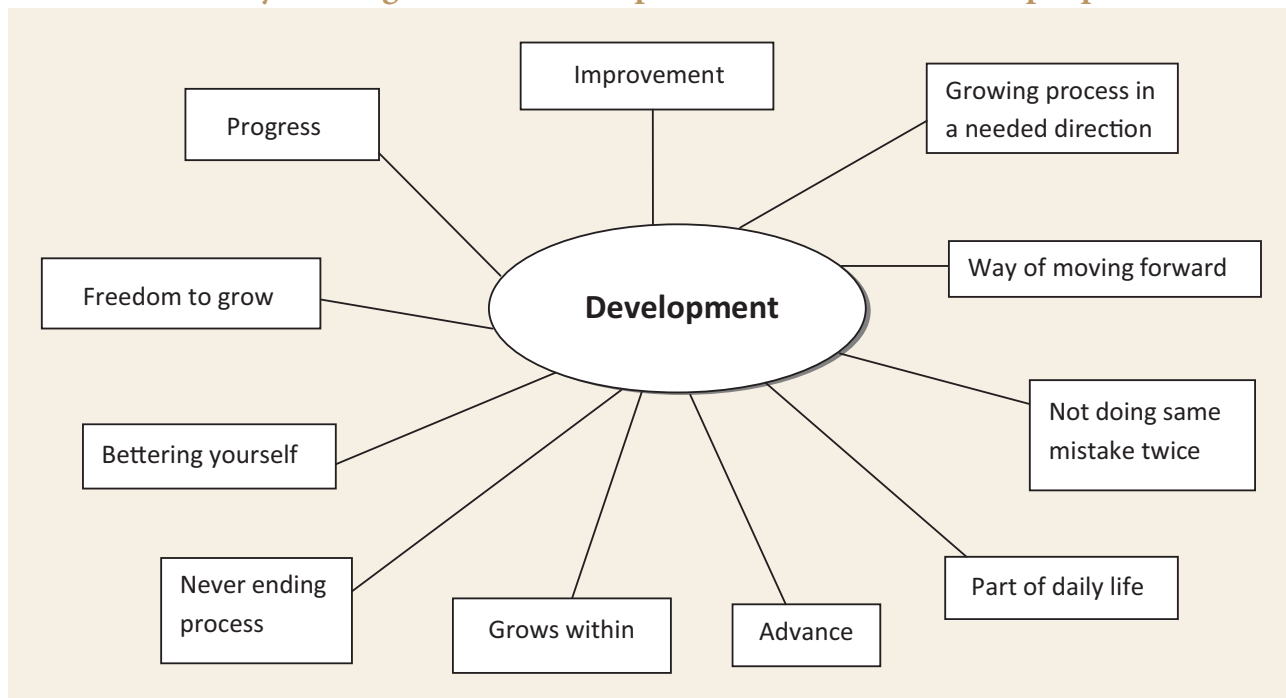 Improvement
Growing process in
a needed direction
Progress
Way of moving forward
Freedom to grow
Development
Not doing same
mistake twice
Bettering yourself
Never ending
process
Grows within
Advance
Part of daily life